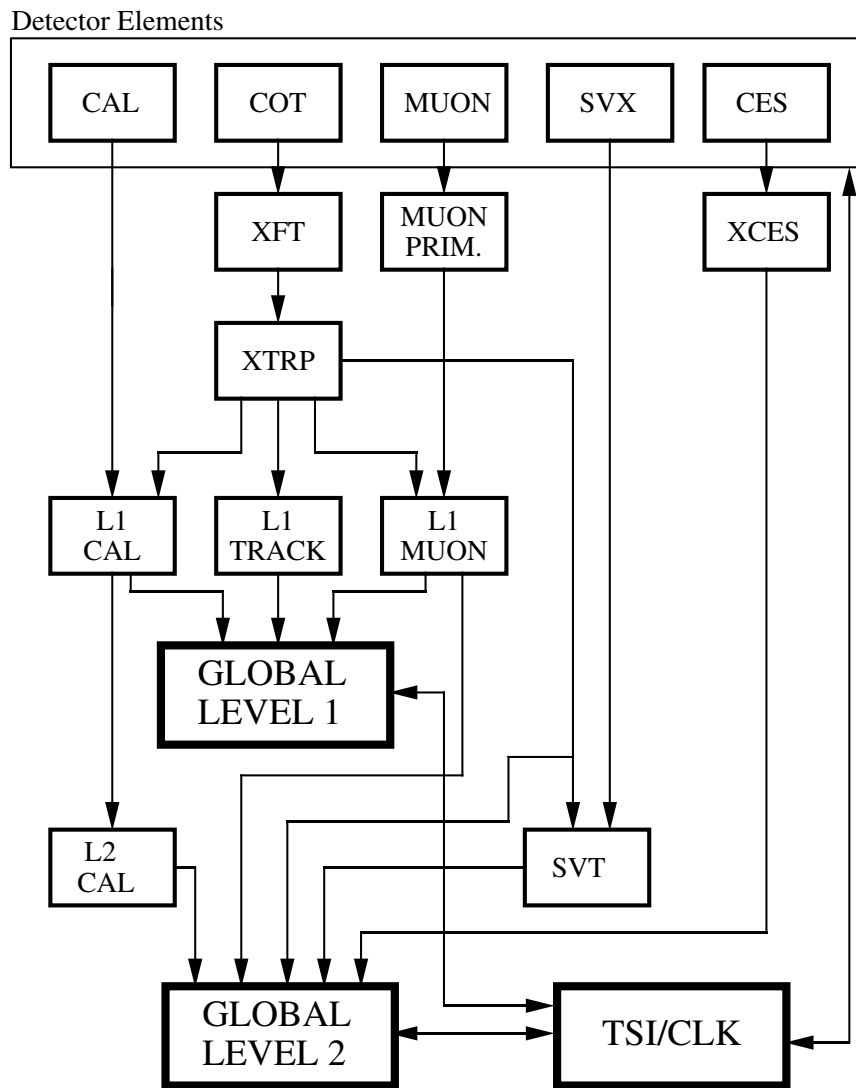 Detector Elements
CAL
COT
MUON
SVX
CES
XFT
MUON
PRIM.
XCES
XTRP
L1
CAL
L1
TRACK
L1
MUON
GLOBAL
LEVEL 1
L2
CAL
SVT
GLOBAL
LEVEL 2
TSI/CLK